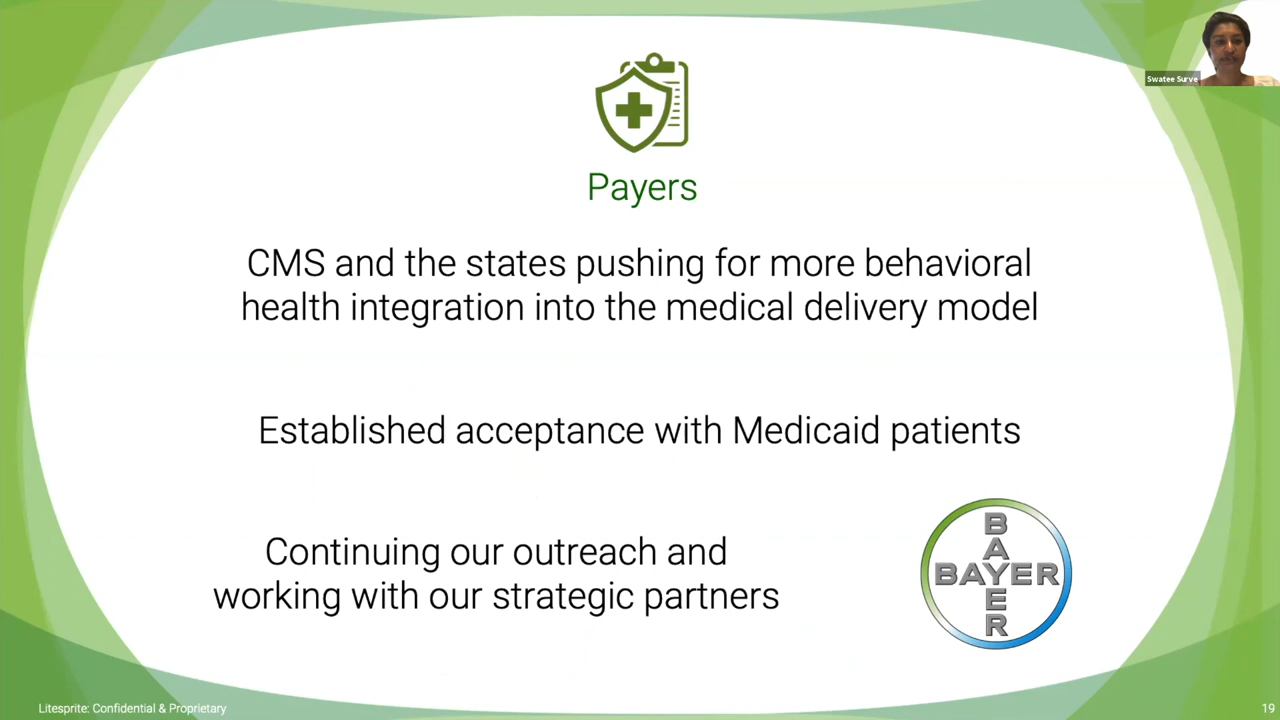 Swatee Surve
Payers
CMS and the states pushing for more behavioral
health integration into the medical delivery model
Established acceptance with Medicaid patients
Continuing our outreach and
working with our strategic partners
BAYER
BAYER
Litesprite: Confidential & Proprietary
19